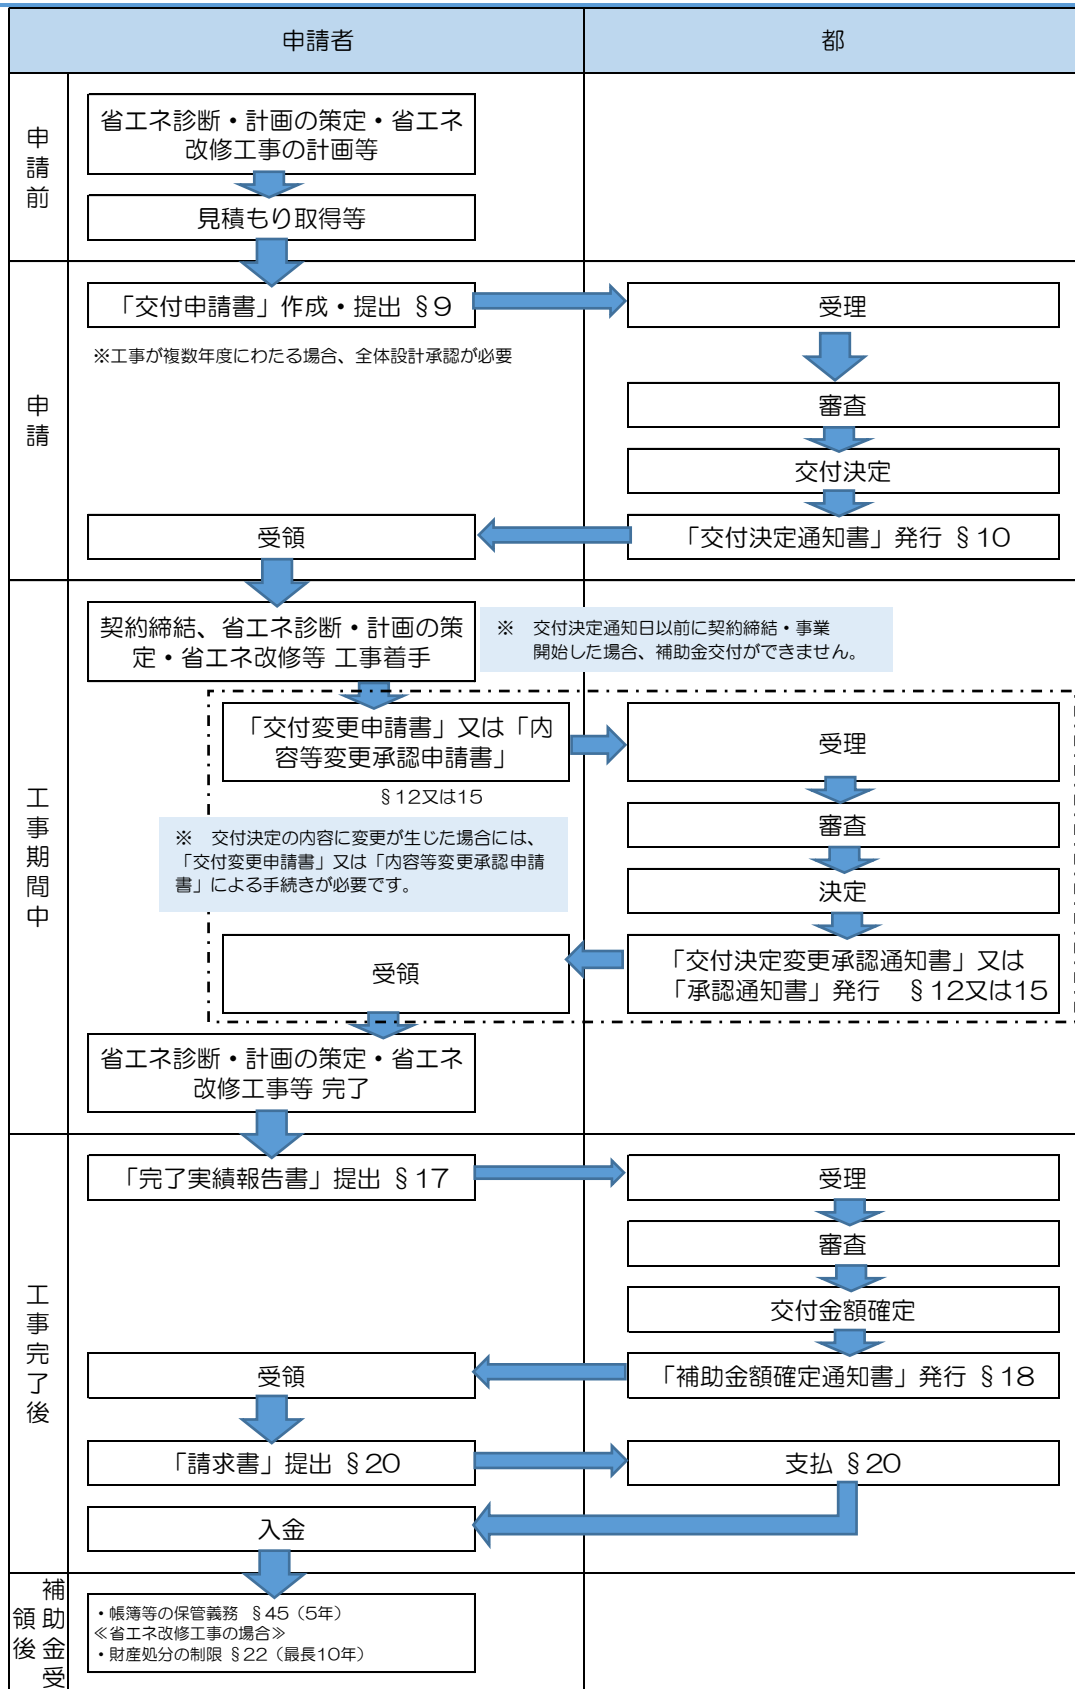 申請者
都
申請前
省エネ診断・計画の策定・省エネ
改修工事の計画等
見積もり取得等
申請
「交付申請書」作成・提出 §9
受理
※工事が複数年度にわたる場合、全体設計承認が必要
審査
交付決定
「交付決定通知書」発行 §10
受領
工事期間中
契約締結、省エネ診断・計画の策
定・省エネ改修等 工事着手
※ 交付決定通知日以前に契約締結・事業
開始した場合、補助金交付ができません。
「交付変更申請書」又は「内
容等変更承認申請書」
§12又は15
受理
※ 交付決定の内容に変更が生じた場合には、
「交付変更申請書」又は「内容等変更承認申請
書」による手続きが必要です。
審査
決定
「交付決定変更承認通知書」又は
「承認通知書」発行 §12又は15
受領
省エネ診断・計画の策定・省エネ
改修工事等 完了
工事完了後
「完了実績報告書」提出 §17
受理
審査
交付金額確定
「補助金額確定通知書」発行 §18
受領
「請求書」提出 §20
支払 §20
入金
補助金受
領後
・帳簿等の保管義務 §45（5年）
≪省エネ改修工事の場合≫
・財産処分の制限 §22（最長10年）